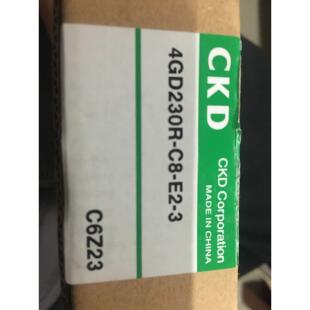 CKD
CKD Corporation
MADE IN CHINA
4GD230R-C8-E2-3
C6Z23